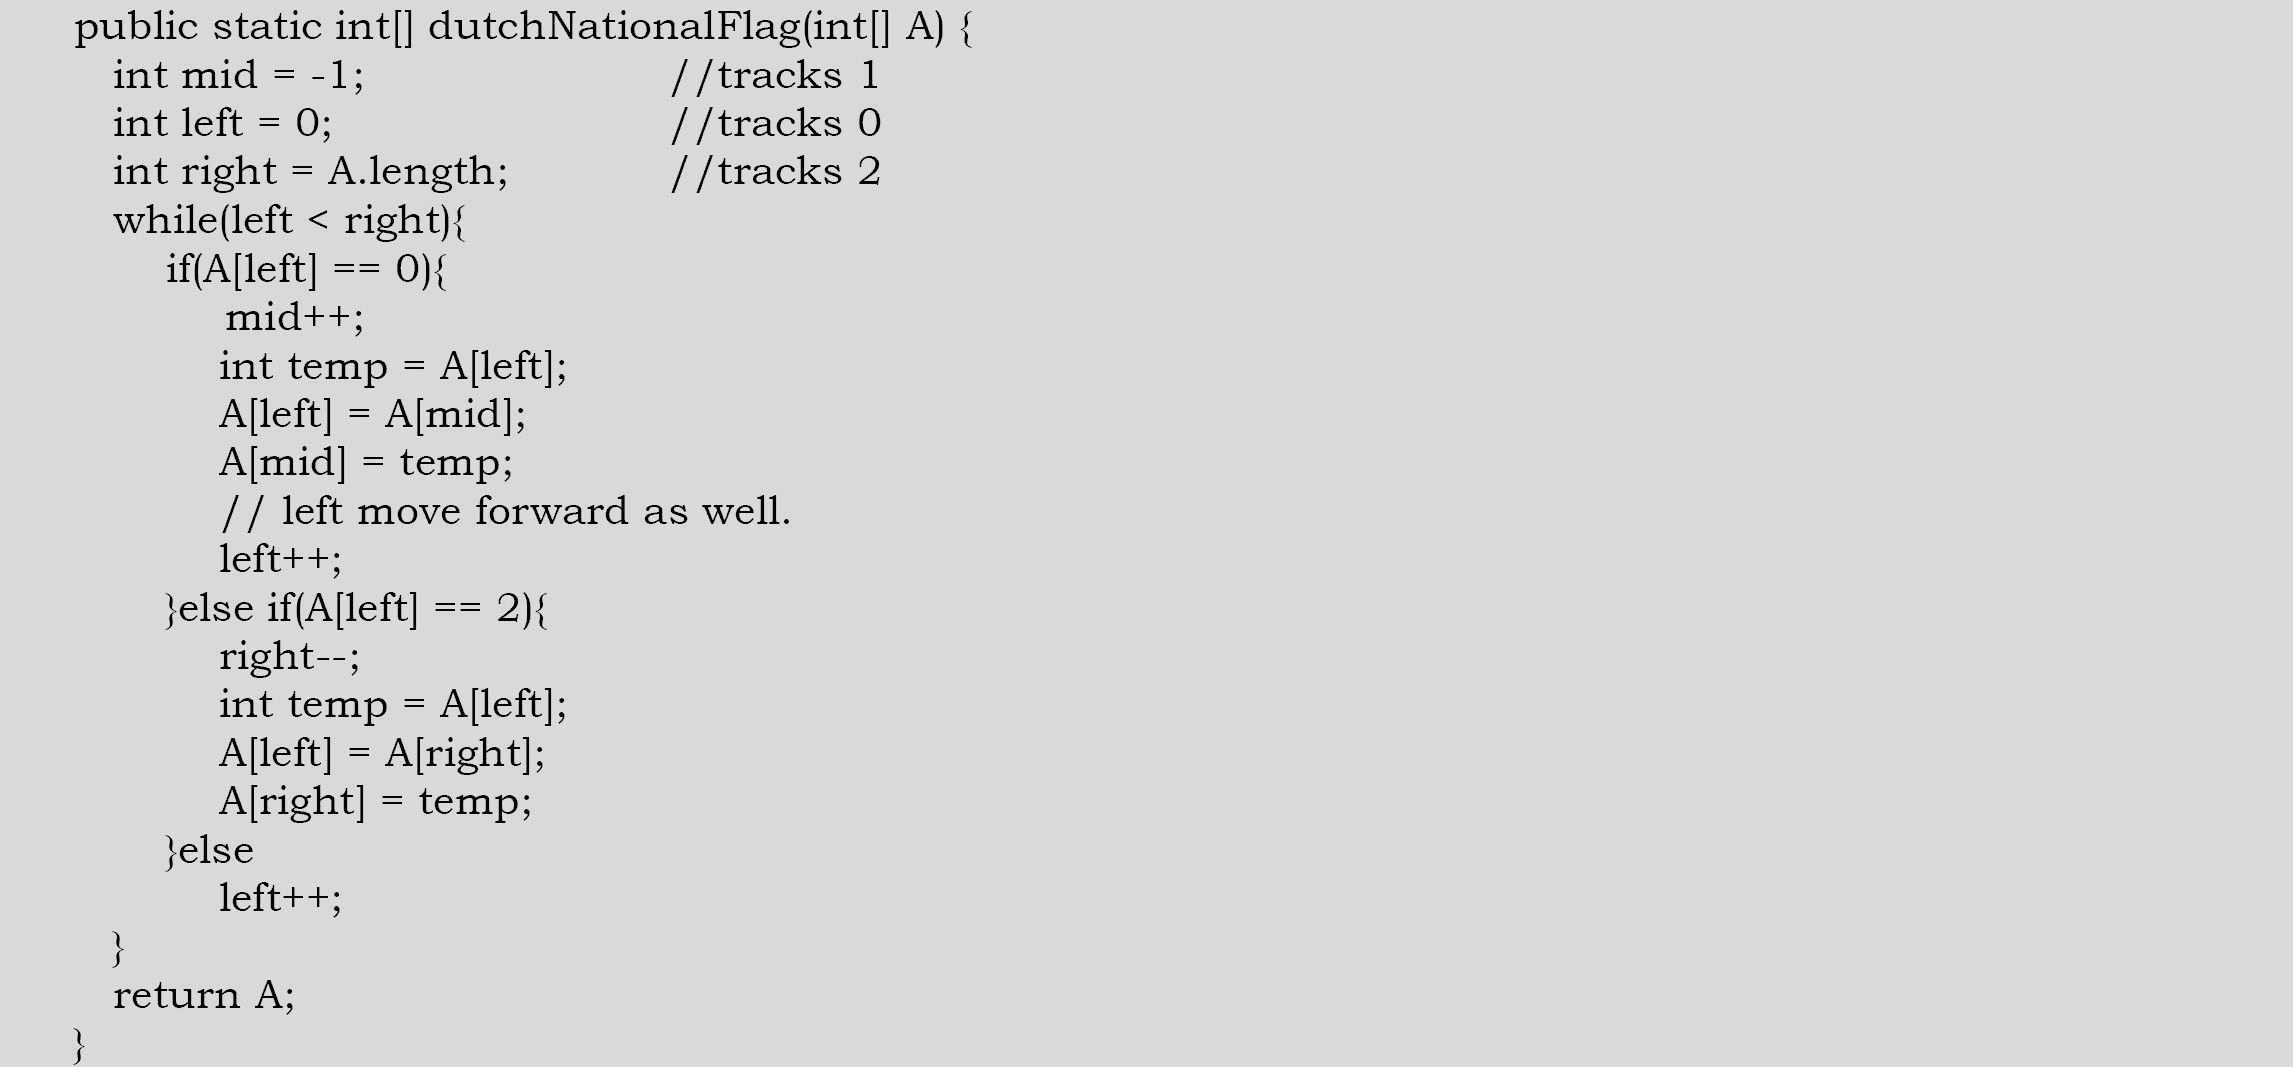 public static int[] dutchNationalFlag(int[] A) {
int mid = -1; //tracks 1
int left = 0; //tracks 0
int right = A.length; //tracks 2
while(left < right){
if(A[left] == 0){
mid++;
int temp = A[left];
A[left] = A[mid];
A[mid] = temp;
// left move forward as well.
left++;
}else if(A[left] == 2){
right--;
int temp = A[left];
A[left] = A[right];
A[right] = temp;
}else
left++;
}
return A;
}